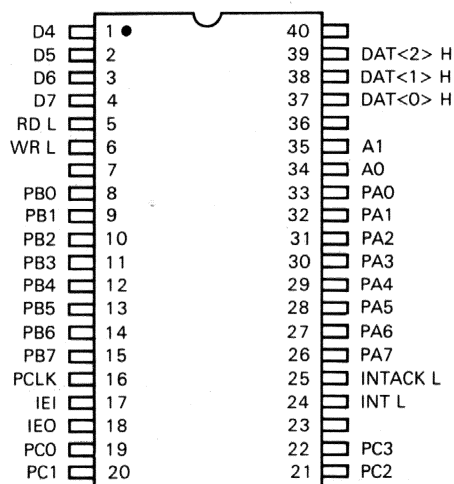 D4 1 40
D5 2 39 DAT<2> H
D6 3 38 DAT<1> H
D7 4 37 DAT<0> H
RD L 5 36
WR L 6 35 A1
7 34 A0
PB0 8 33 PA0
PB1 9 32 PA1
PB2 10 31 PA2
PB3 11 30 PA3
PB4 12 29 PA4
PB5 13 28 PA5
PB6 14 27 PA6
PB7 15 26 PA7
PCLK 16 25 INTACK L
IEI 17 24 INT L
IEO 18 23
PC0 19 22 PC3
PC1 20 21 PC2